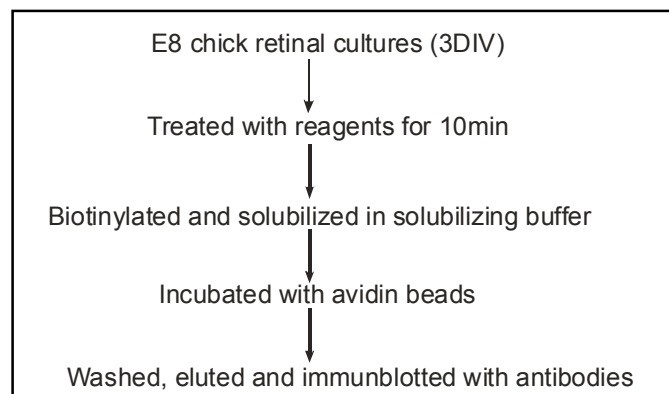 E8 chick retinal cultures (3DIV)
Treated with reagents for 10min
Biotinylated and solubilized in solubilizing buffer
Incubated with avidin beads
Washed, eluted and immunblotted with antibodies